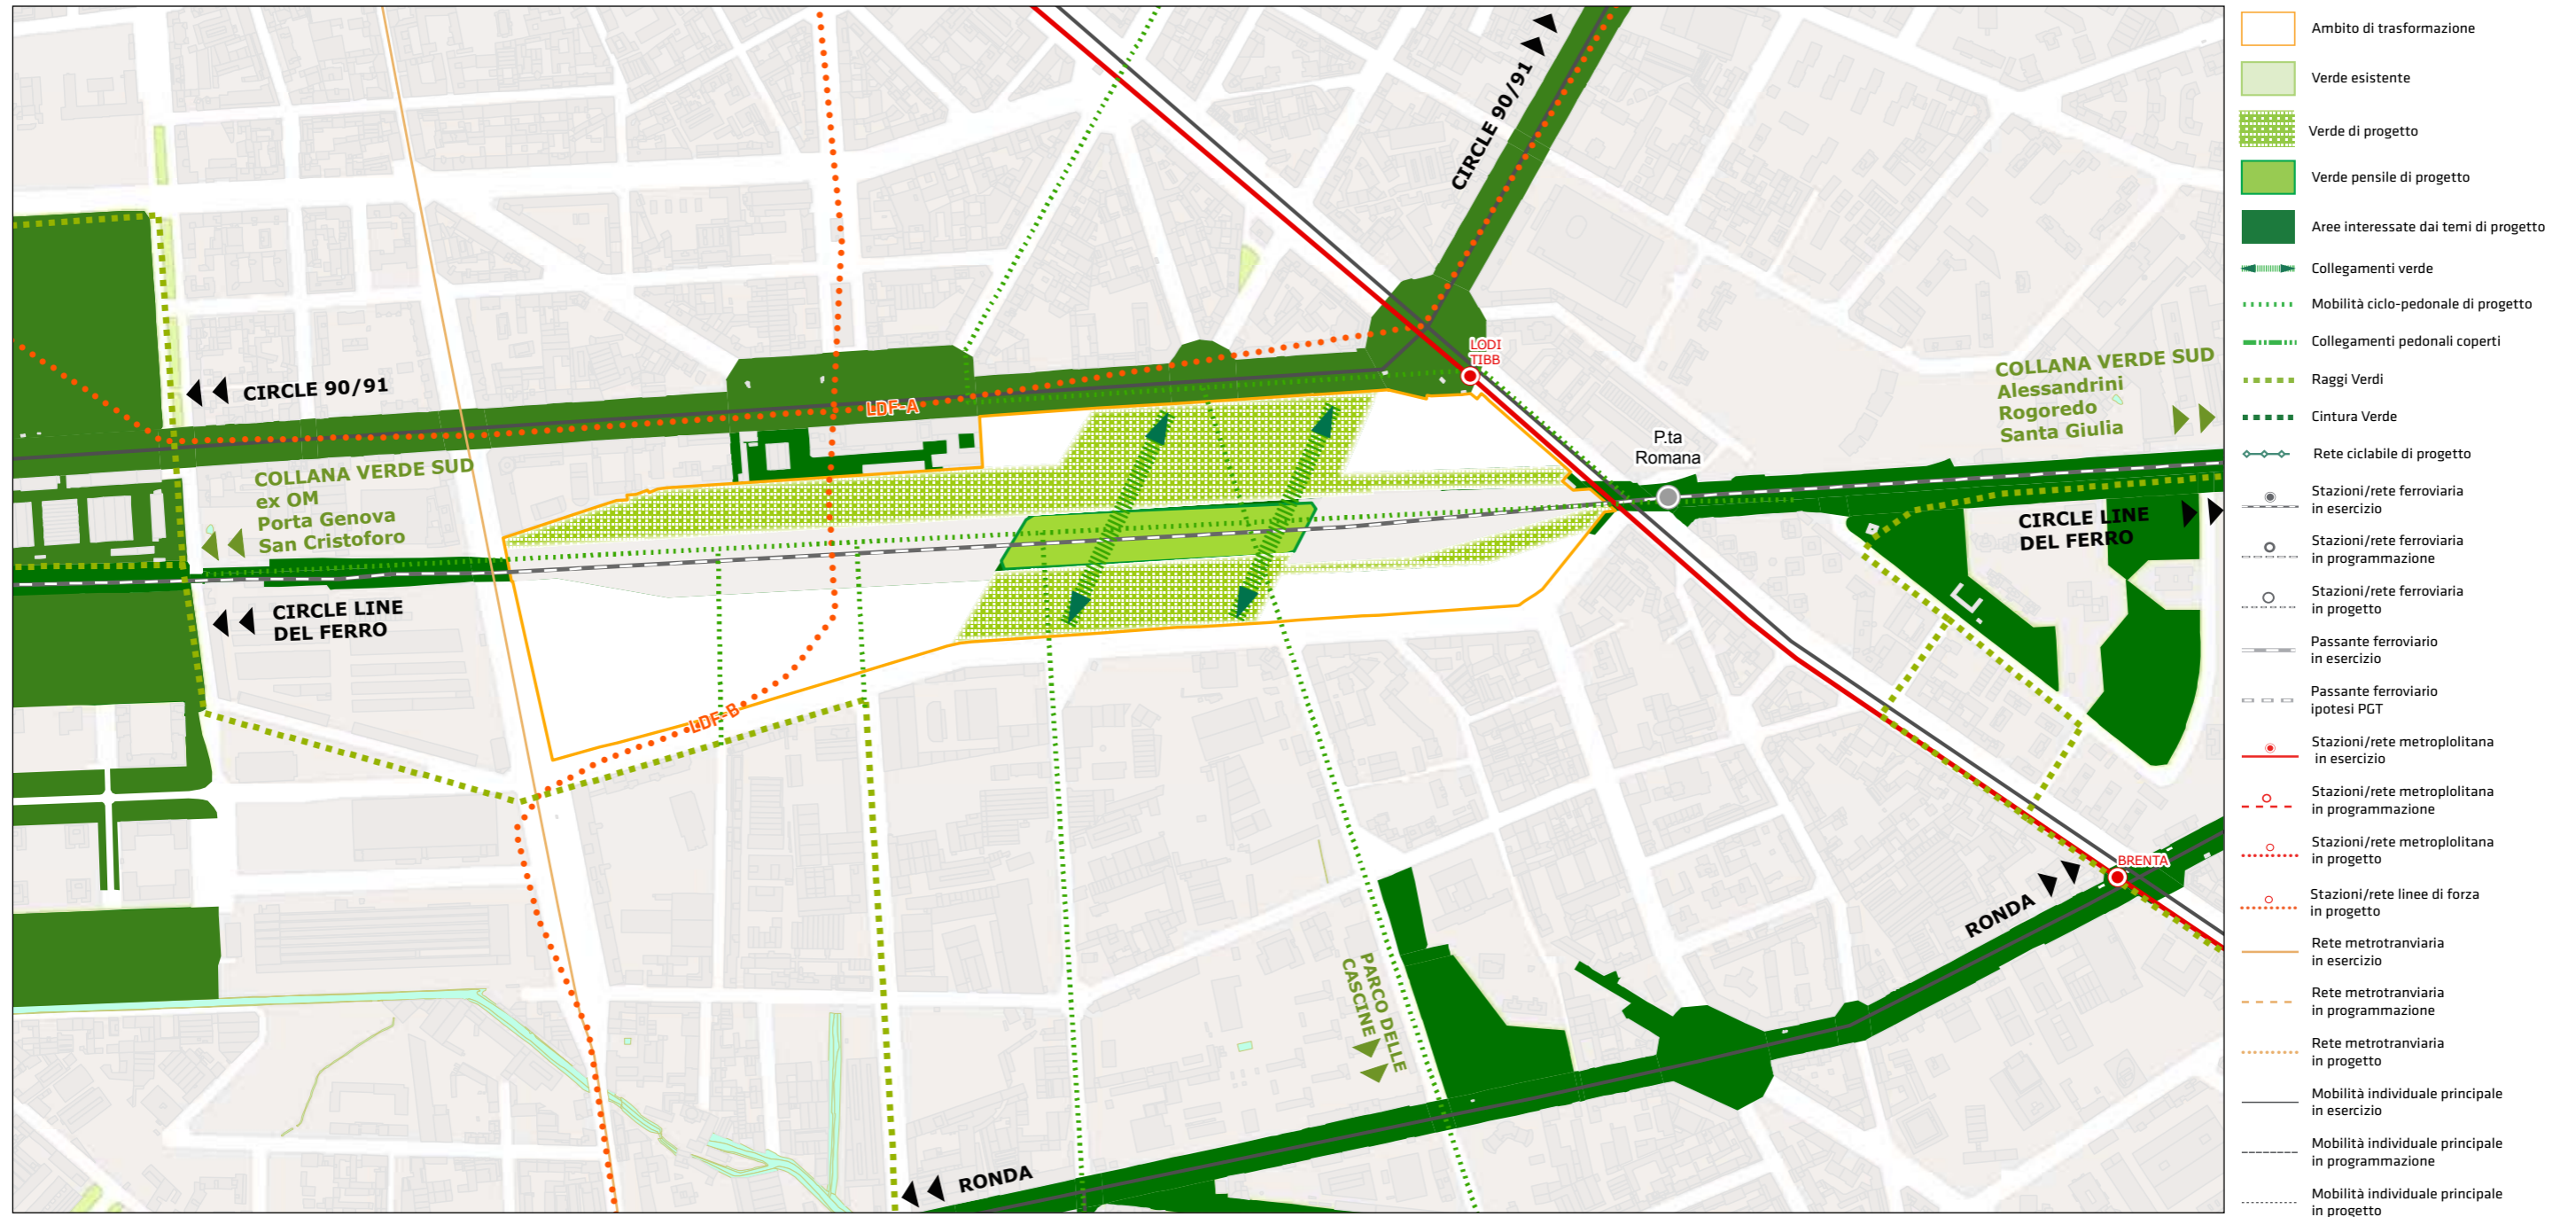 CIRCLE 90/91
CIRCLE 90/91
LDF-A
LODI
TIBB
P.ta
Romana
COLLANA VERDE SUD
Alessandrini
Rogoredo
Santa Giulia
COLLANA VERDE SUD
ex OM
Porta Genova
San Cristoforo
CIRCLE LINE
DEL FERRO
CIRCLE LINE
DEL FERRO
LDF-B
BRENTA
RONDA
PARCO DELLE
CASCINE
RONDA
Ambito di trasformazione
Verde esistente
Verde di progetto
Verde pensile di progetto
Aree interessate dai temi di progetto
Collegamenti verde
Mobilità ciclo-pedonale di progetto
Collegamenti pedonali coperti
Raggi Verdi
Cintura Verde
Rete ciclabile di progetto
Stazioni/rete ferroviaria
in esercizio
Stazioni/rete ferroviaria
in programmazione
Stazioni/rete ferroviaria
in progetto
Passante ferroviario
in esercizio
Passante ferroviario
ipotesi PGT
Stazioni/rete metroplolitana
in esercizio
Stazioni/rete metroplolitana
in programmazione
Stazioni/rete metroplolitana
in progetto
Stazioni/rete linee di forza
in progetto
Rete metrotranviaria
in esercizio
Rete metrotranviaria
in programmazione
Rete metrotranviaria
in progetto
Mobilità individuale principale
in esercizio
Mobilità individuale principale
in programmazione
Mobilità individuale principale
in progetto